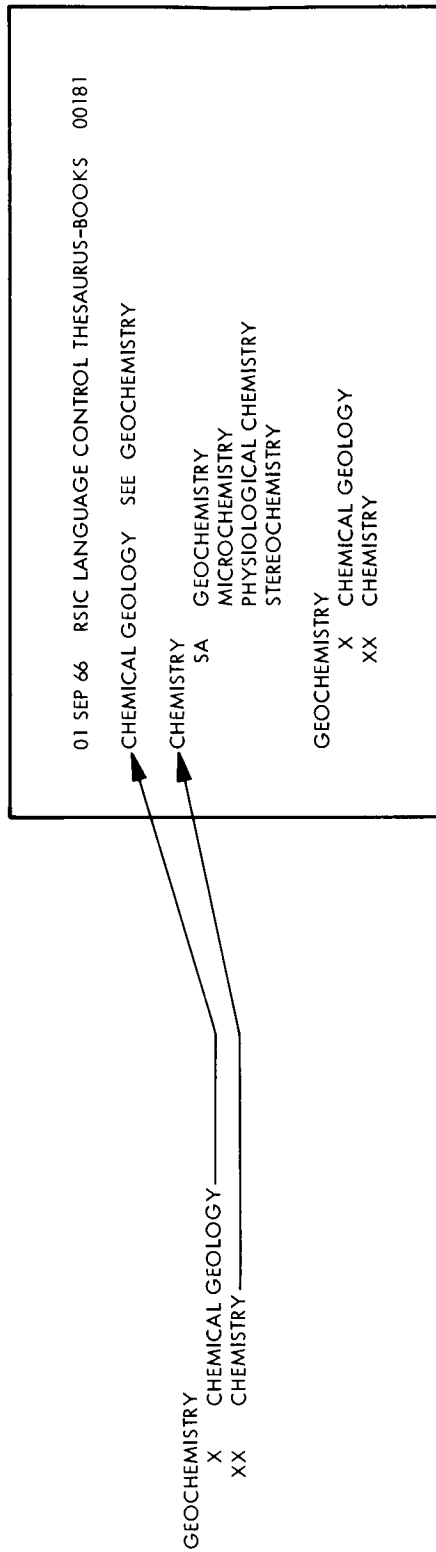 GEOCHEMISTRY
X CHEMICAL GEOLOGY
XX CHEMISTRY
01 SEP 66 RSIC LANGUAGE CONTROL THESAURUS-BOOKS 00181
CHEMICAL GEOLOGY SEE GEOCHEMISTRY
CHEMISTRY
SA GEOCHEMISTRY
MICROCHEMISTRY
PHYSIOLOGICAL CHEMISTRY
STEREOCHEMISTRY
GEOCHEMISTRY
X CHEMICAL GEOLOGY
XX CHEMISTRY